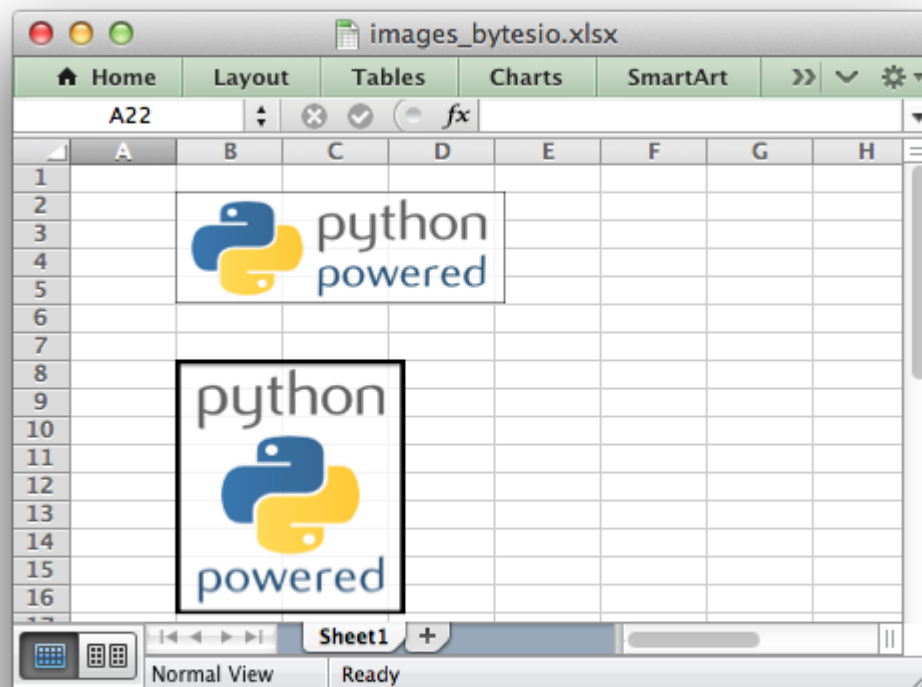 images_bytesio.xlsx
Home Layout Tables Charts SmartArt
A22 fx
A B C D E F G H
1
2
3
4
5
6
7
8
9
10
11
12
13
14
15
16
17
python
powered
python
powered
Sheet1 +
Normal View Ready